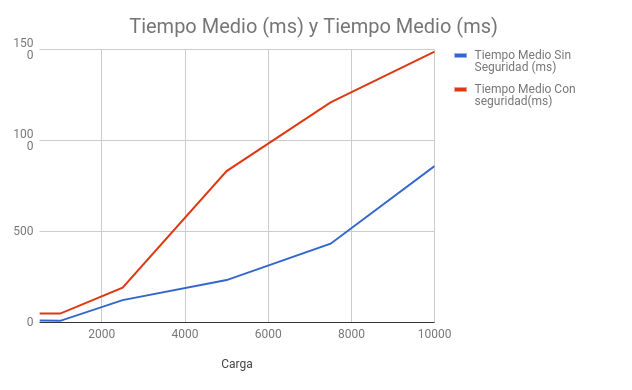 Tiempo Medio (ms) y Tiempo Medio (ms)
150
0
100
0
500
0
2000
4000
6000
8000
10000
Carga
Tiempo Medio Sin
Seguridad (ms)
Tiempo Medio Con
seguridad(ms)